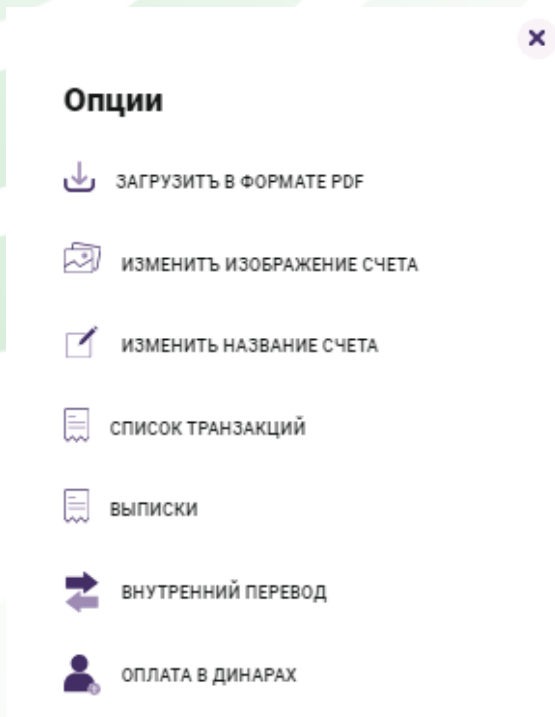 Опции
ЗАГРУЗИТЪ В ФОРМАТЕ PDF
ИЗМЕНИТЪ ИЗОБРАЖЕНИЕ СЧЕТА
ИЗМЕНИТЬ НАЗВАНИЕ СЧЕТА
СПИСОК ТРАНЗАКЦИЙ
ВЫПИСКИ
ВНУТРЕННИЙ ПЕРЕВОД
ОПЛАТА В ДИНАРАХ